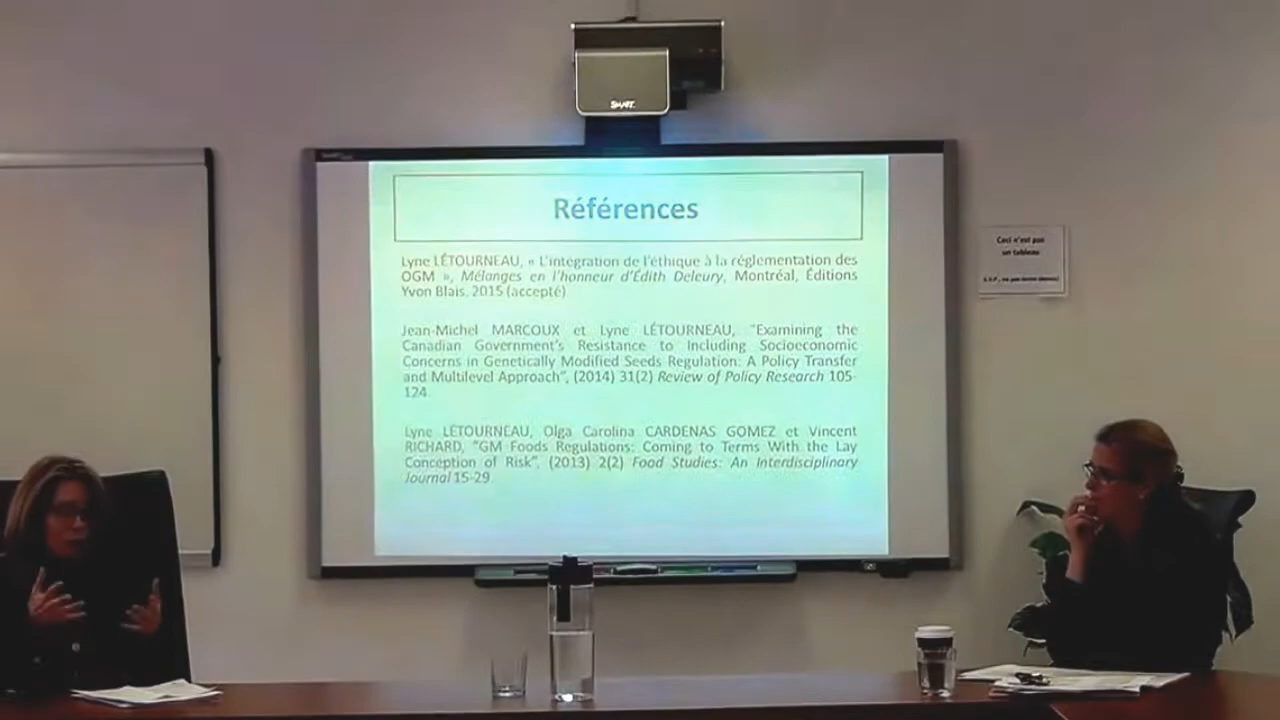 SMART
Références
Lyne LÉTOURNEAU, « L'intégration de l'éthique à la réglementation des
OGM », Mélanges en l'honneur d'Édith Deleury, Montréal, Éditions
Yvon Blais, 2015 (accepté)
Jean-Michel MARCOUX et Lyne LÉTOURNEAU, "Examining the
Canadian Government's Resistance to Including Socioeconomic
Concerns in Genetically Modified Seeds Regulation: A Policy Transfer
and Multilevel Approach", (2014) 31(2) Review of Policy Research 105-
124.
Lyne LÉTOURNEAU, Olga Carolina CARDENAS GOMEZ et Vincent
RICHARD, "GM Foods Regulations: Coming to Terms With the Lay
Conception of Risk", (2013) 2(2) Food Studies: An Interdisciplinary
Journal 15-29.
Ceci n'est pas
un tableau